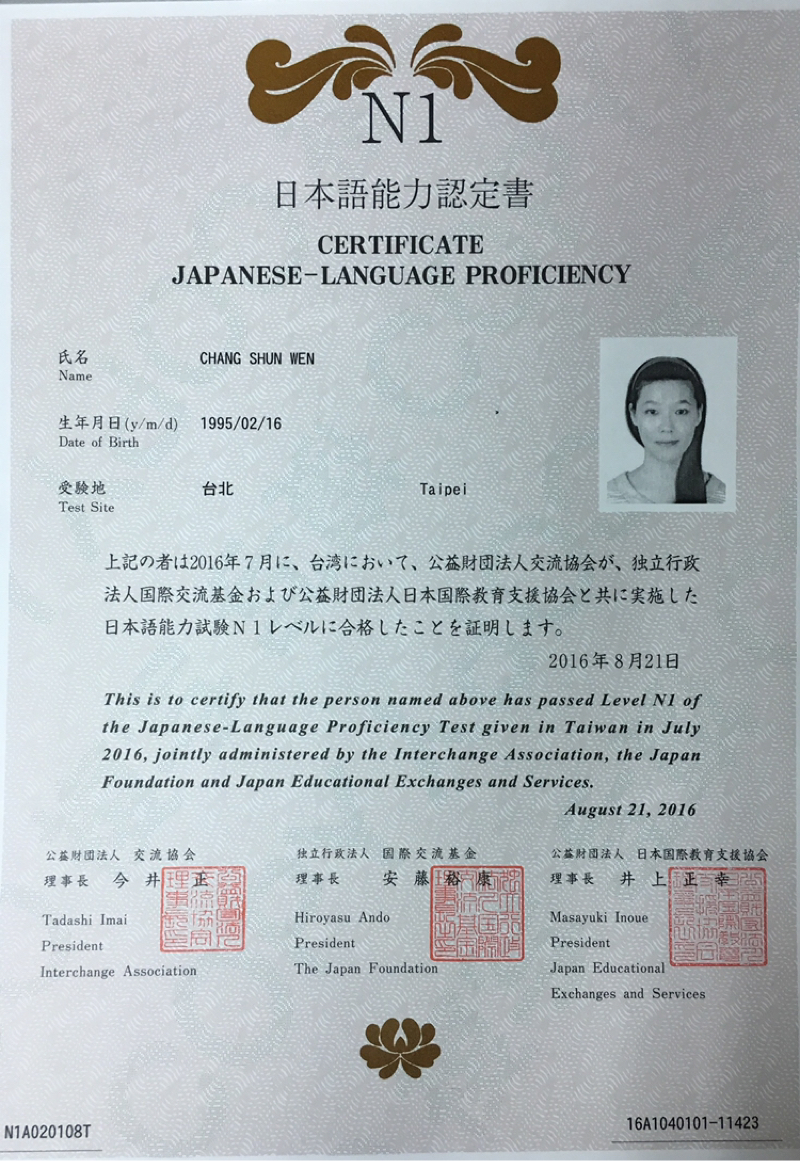 N1
日本語能力認定書
CERTIFICATE
JAPANESE-LANGUAGE PROFICIENCY
氏名 CHANG SHUN WEN
Name
生年月日(y/m/d) 1995/02/16
Date of Birth
受験地 台北 Taipei
Test Site
上記の者は2016年7月に、台湾において、公益財団法人交流協会が、独立行政
法人国際交流基金および公益財団法人日本国際教育支援協会と共に実施した
日本語能力試験N1レベルに合格したことを証明します。
2016年8月21日
This is to certify that the person named above has passed Level N1 of
the Japanese-Language Proficiency Test given in Taiwan in July
2016, jointly administered by the Interchange Association, the Japan
Foundation and Japan Educational Exchanges and Services.
August 21, 2016
公益財団法人 交流協会
理事長 今井 正
Tadashi Imai
President
Interchange Association
独立行政法人 国際交流基金
理事長 安藤裕康
Hiroyasu Ando
President
The Japan Foundation
公益財団法人 日本国際教育支援協会
理事長 井上正幸
Masayuki Inoue
President
Japan Educational
Exchanges and Services
N1A020108T
16A1040101-11423